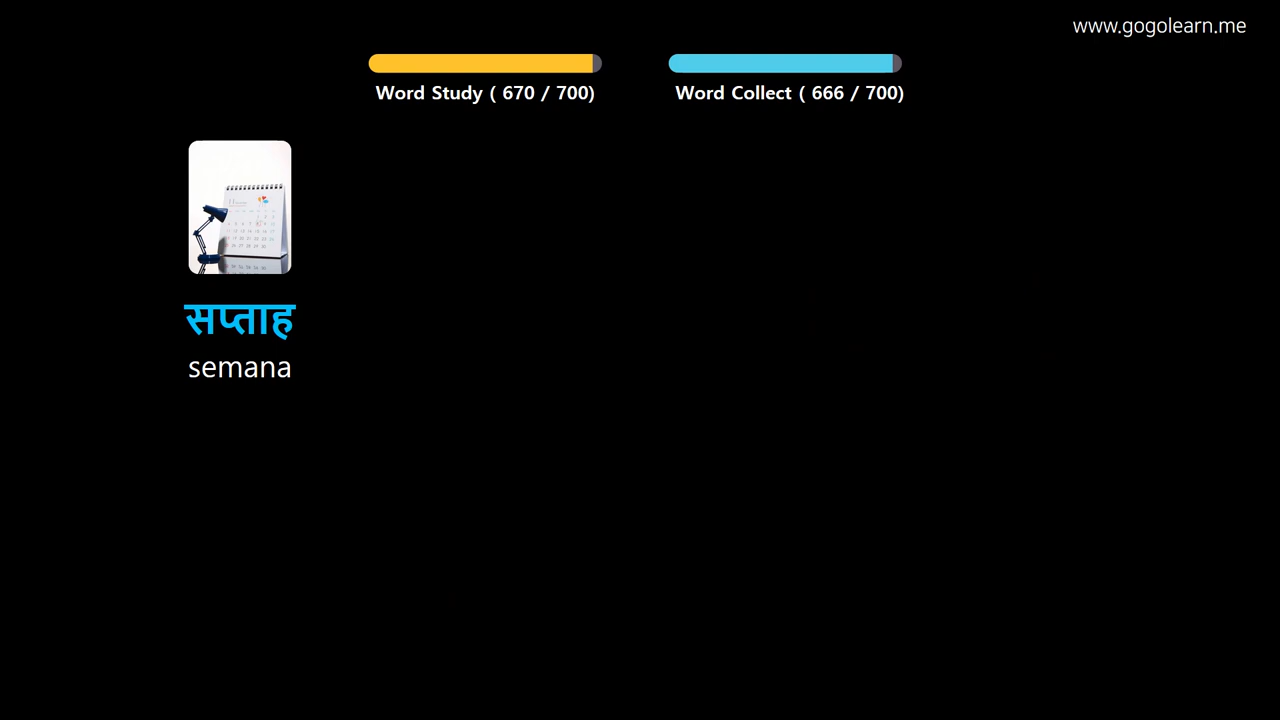 www.gogolearn.me
Word Study ( 670 / 700)
Word Collect ( 666 / 700)
सप्ताह
semana